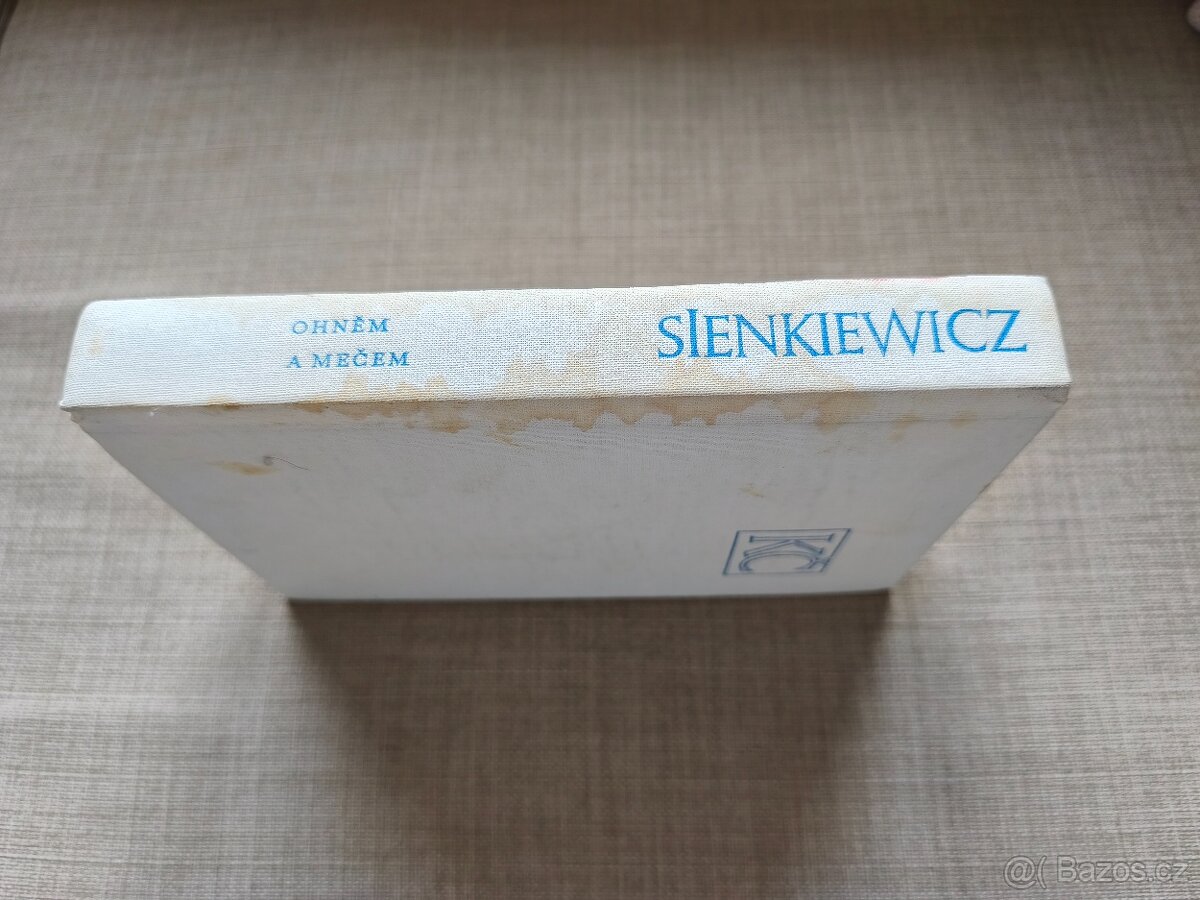 OHNĚM
A MEČEM
SIENKIEWICZ
KČ
@( Bazos.cz